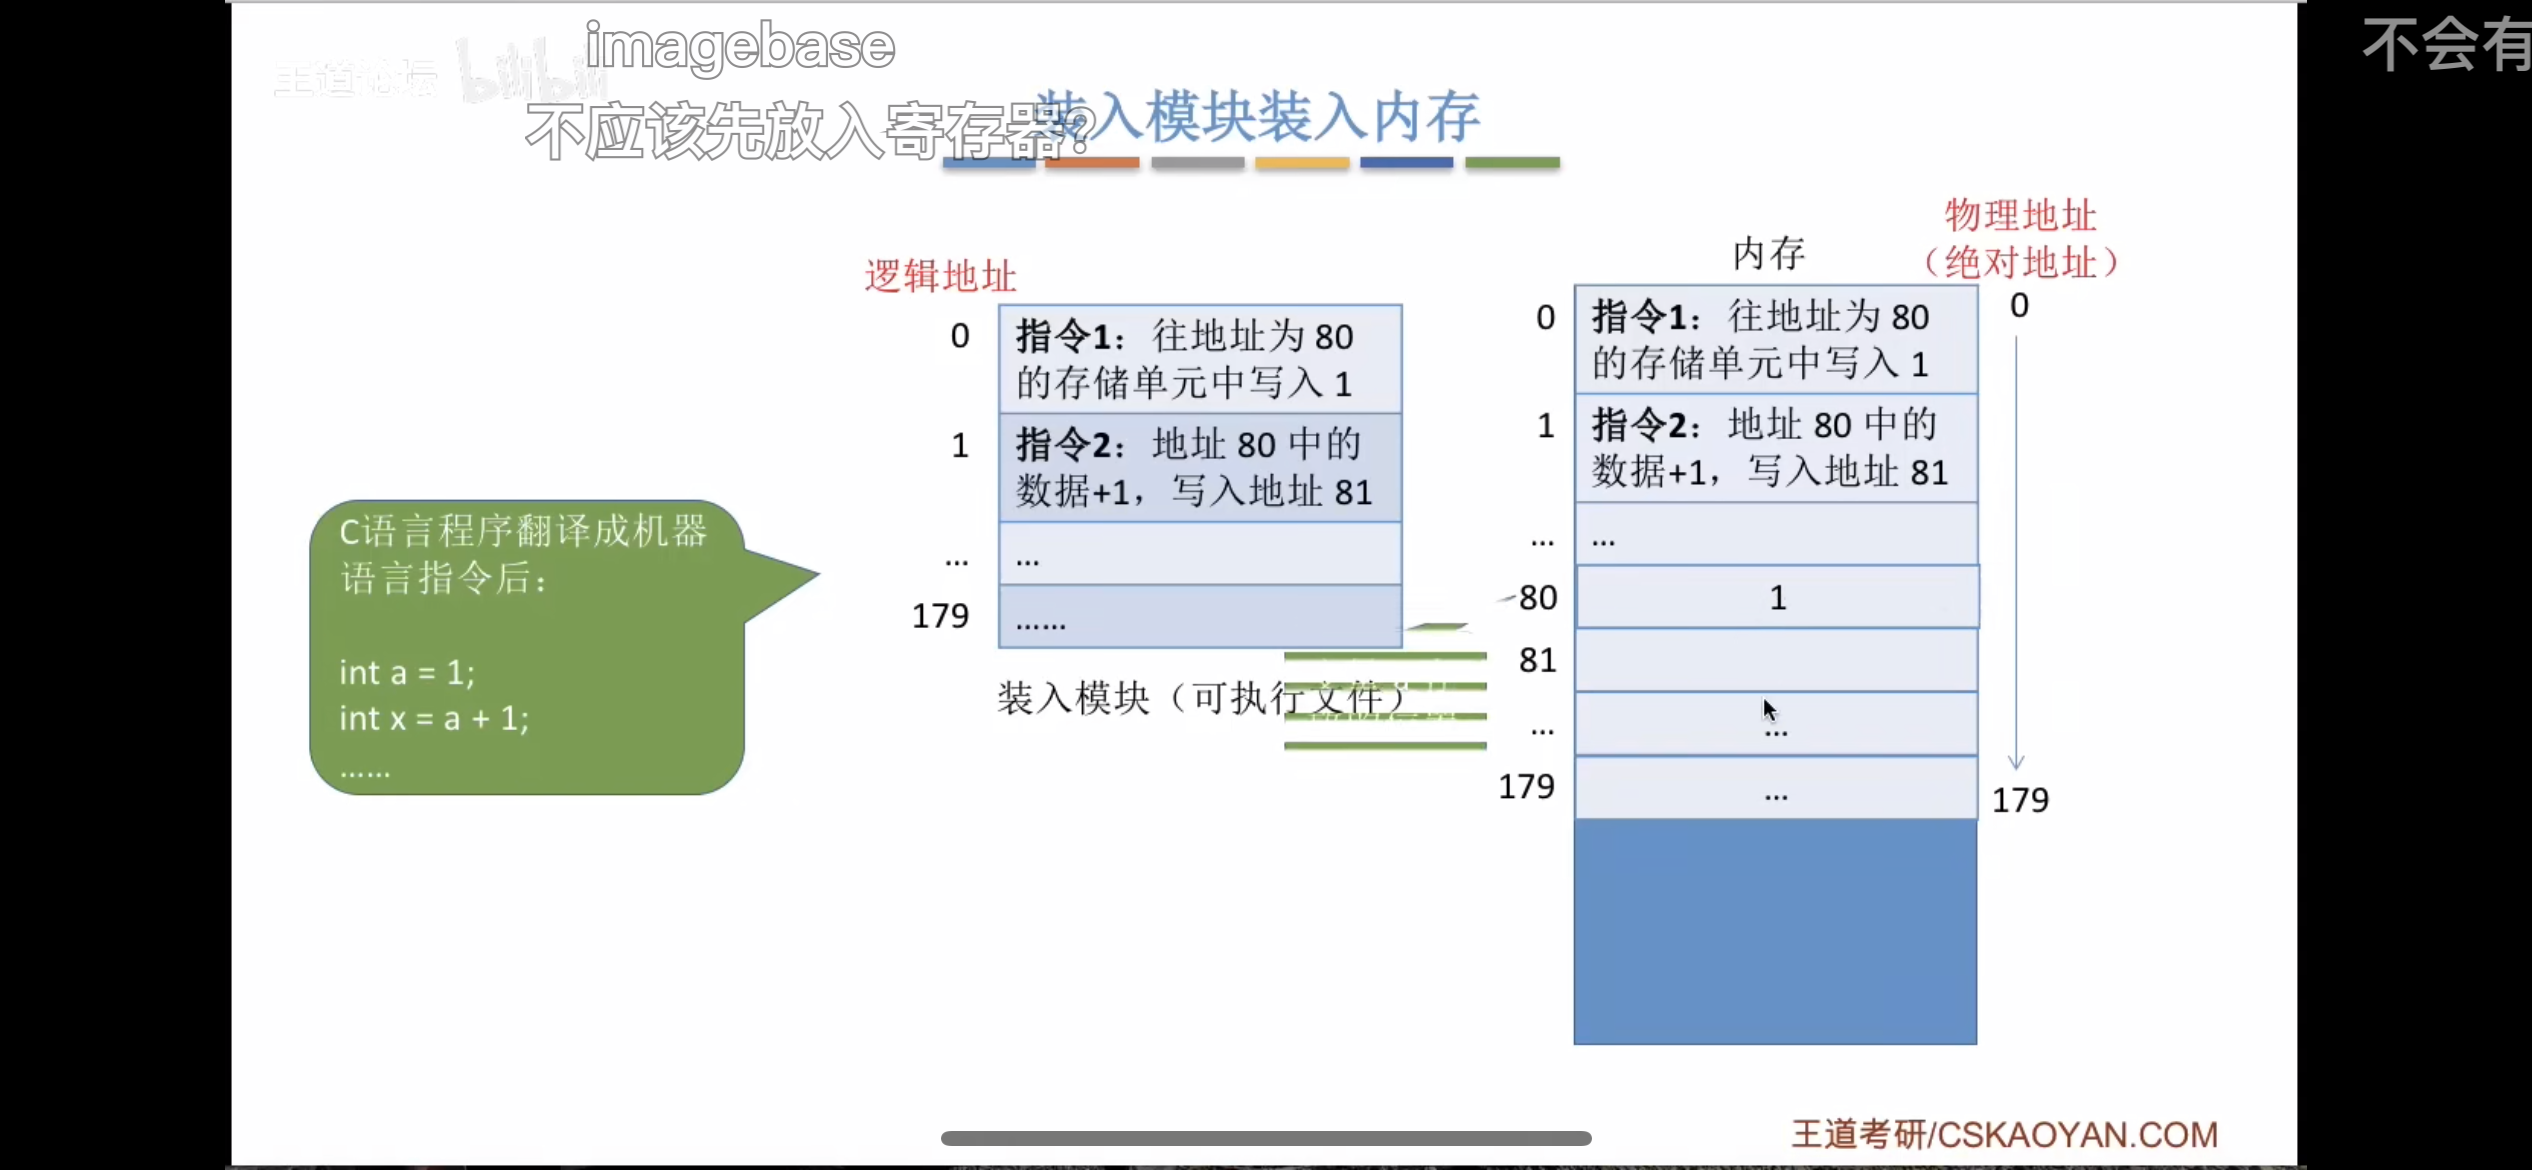 imagebase
不会有
王道论坛 bilibili
不应该先放入寄存器?
装入模块装入内存
逻辑地址
0
指令1：往地址为 80
的存储单元中写入 1
1
指令2：地址 80 中的
数据+1，写入地址 81
...
...
179
......
装入模块（可执行文件）
C语言程序翻译成机器
语言指令后：
int a = 1;
int x = a + 1;
......
内存
物理地址
（绝对地址）
0
指令1：往地址为 80
的存储单元中写入 1
0
1
指令2：地址 80 中的
数据+1，写入地址 81
...
...
80
1
81
...
...
179
...
179
王道考研/CSKAOYAN.COM